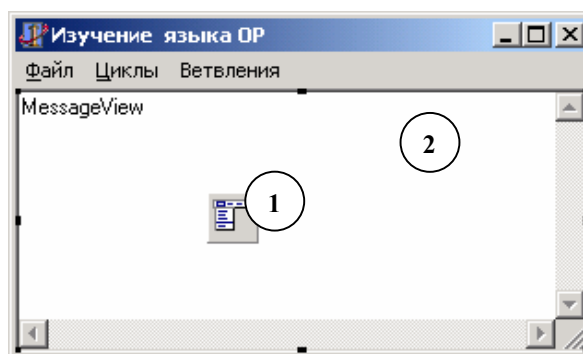 Изучение языка ОР
Файл Циклы Ветвления
MessageView
2
1